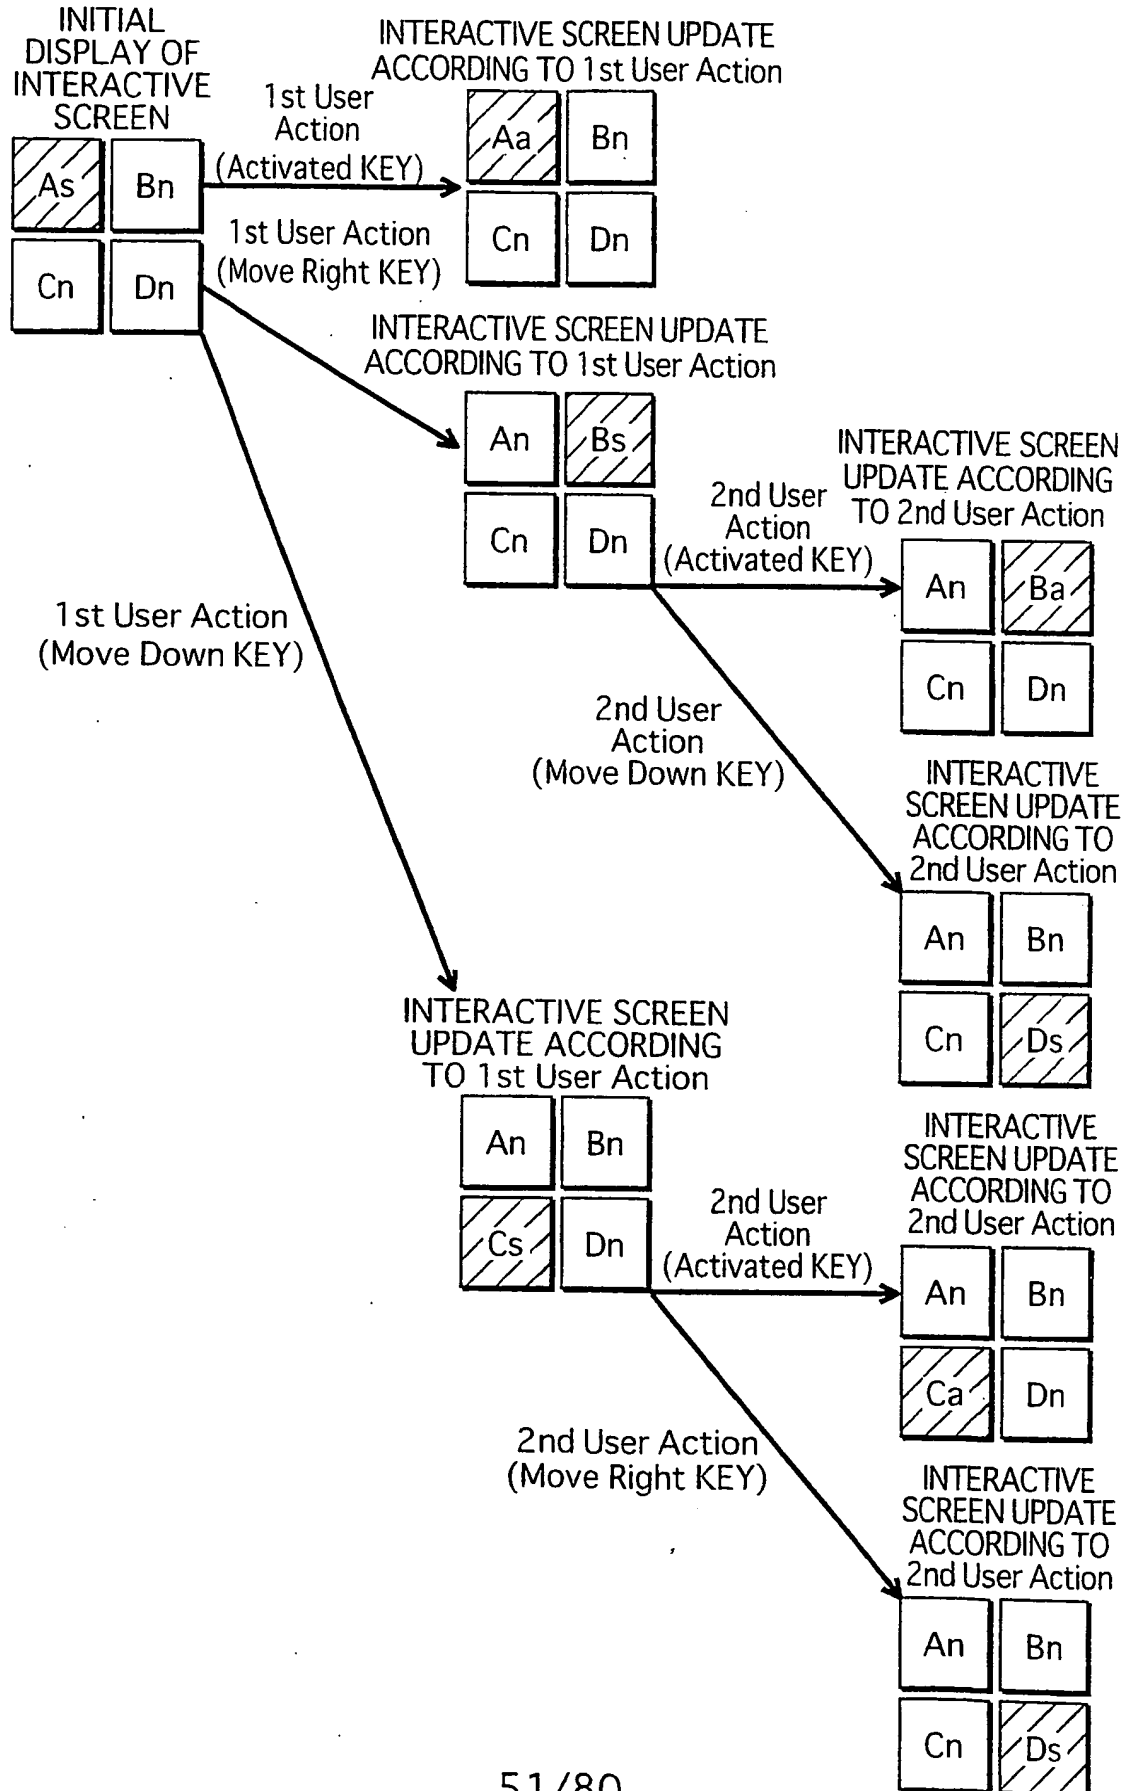 INITIAL
DISPLAY OF
INTERACTIVE
SCREEN
As Bn
Cn Dn
1st User
Action
(Activated KEY)
INTERACTIVE SCREEN UPDATE
ACCORDING TO 1st User Action
Aa Bn
Cn Dn
1st User Action
(Move Right KEY)
INTERACTIVE SCREEN UPDATE
ACCORDING TO 1st User Action
An Bs
Cn Dn
2nd User
Action
(Activated KEY)
INTERACTIVE SCREEN
UPDATE ACCORDING
TO 2nd User Action
An Ba
Cn Dn
1st User Action
(Move Down KEY)
2nd User
Action
(Move Down KEY)
INTERACTIVE
SCREEN UPDATE
ACCORDING TO
2nd User Action
An Bn
Cn Ds
INTERACTIVE SCREEN
UPDATE ACCORDING
TO 1st User Action
An Bn
Cs Dn
2nd User
Action
(Activated KEY)
INTERACTIVE
SCREEN UPDATE
ACCORDING TO
2nd User Action
An Bn
Ca Dn
2nd User Action
(Move Right KEY)
INTERACTIVE
SCREEN UPDATE
ACCORDING TO
2nd User Action
An Bn
Cn Ds
51/80